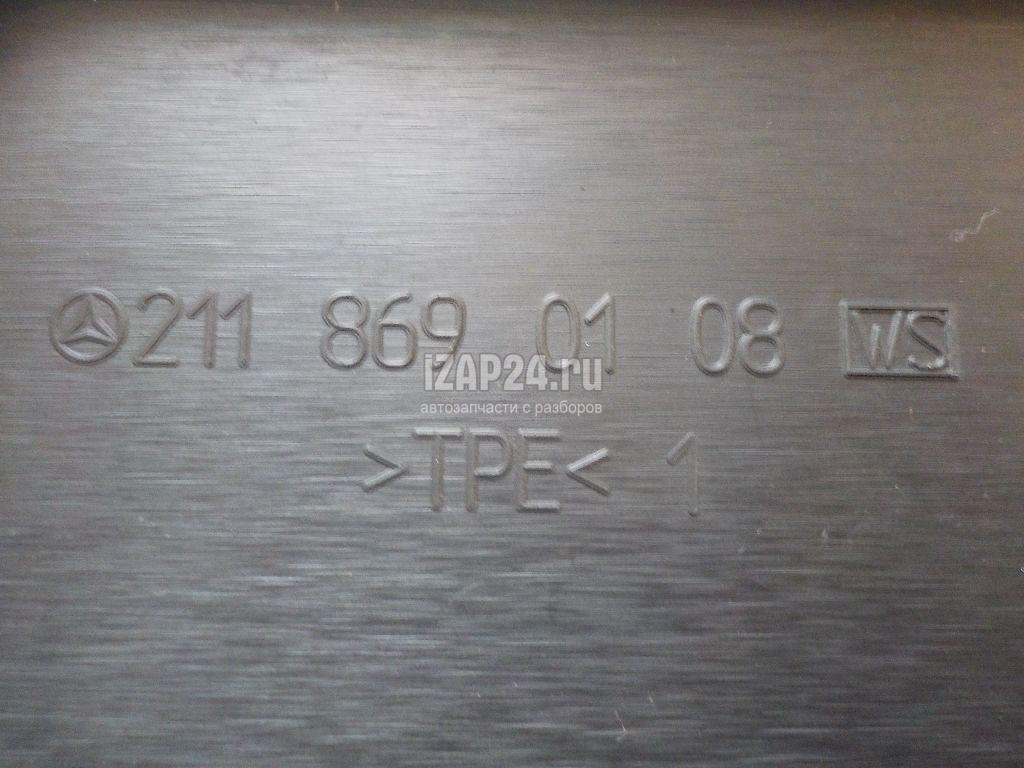 211 869 01 08 WS
iZAP24.ru
автозапчасти с разборов
>TPE< 1